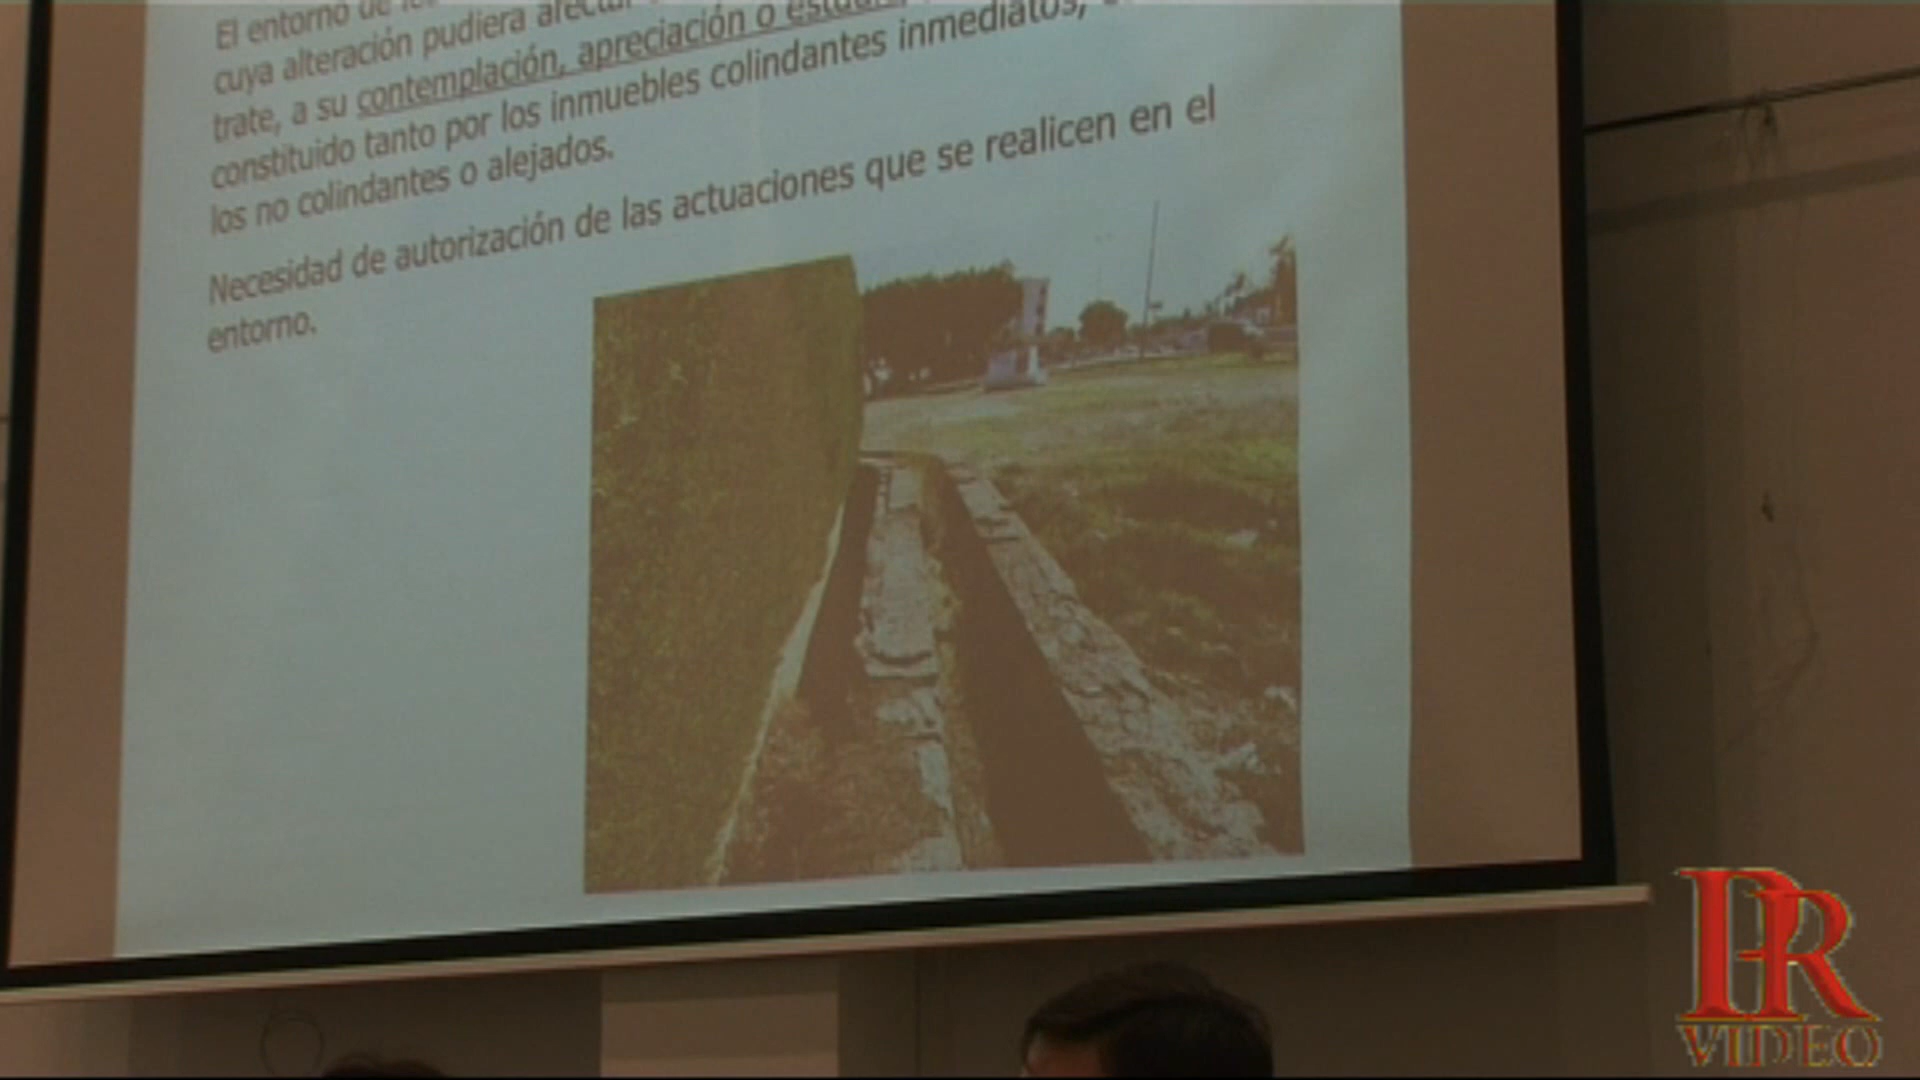 El entorno de
cuya alteración pudiera afectar
trate, a su contemplación, apreciación o estudio
constituido tanto por los inmuebles colindantes inmediatos,
los no colindantes o alejados.
Necesidad de autorización de las actuaciones que se realicen en el
entorno.
PR
VIDEO